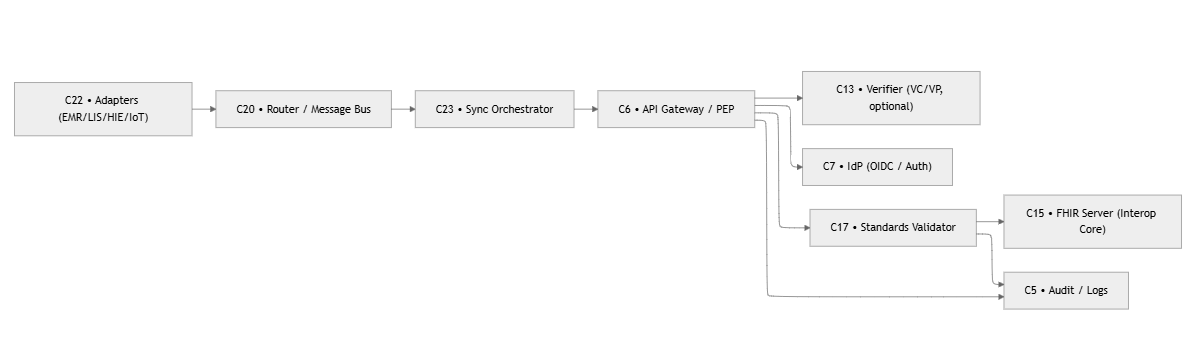 C22 • Adapters
(EMR/LIS/HIE/IoT)
C20 • Router / Message Bus
C23 • Sync Orchestrator
C6 • API Gateway / PEP
C13 • Verifier (VC/VP,
optional)
C7 • IdP (OIDC / Auth)
C17 • Standards Validator
C15 • FHIR Server (Interop
Core)
C5 • Audit / Logs